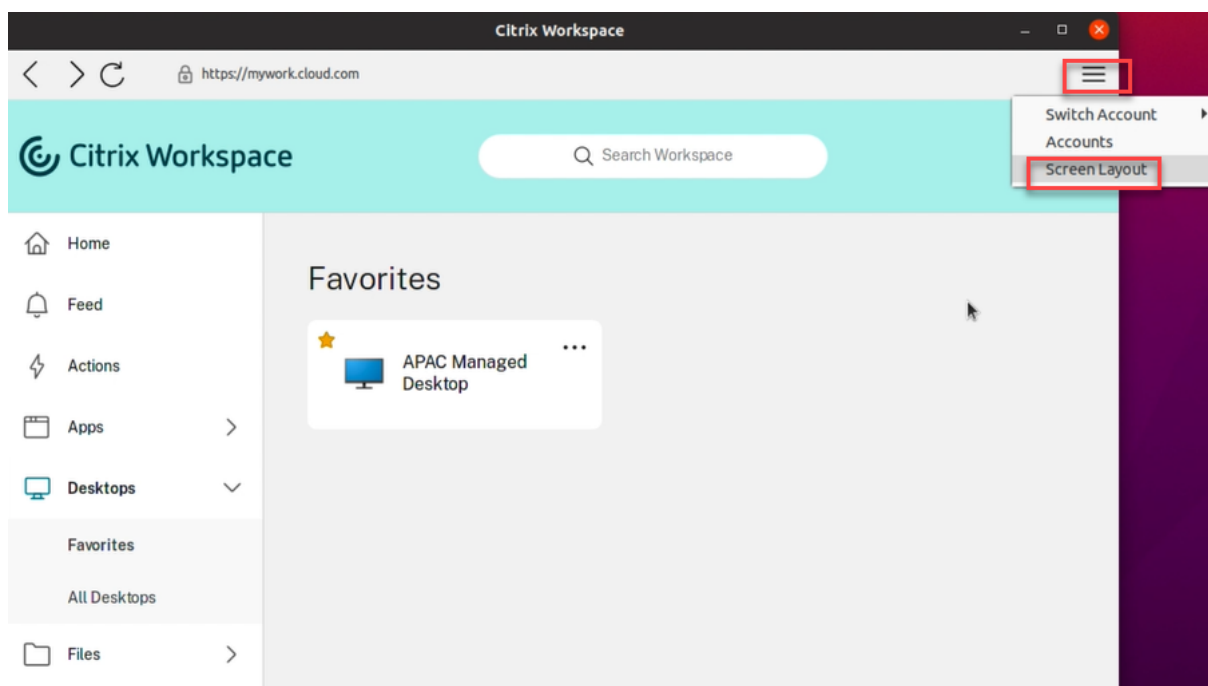 Citrix Workspace
https://mywork.cloud.com
Switch Account
Accounts
Screen Layout
Citrix Workspace
Search Workspace
Home
Feed
Actions
Apps
Desktops
Favorites
All Desktops
Files
Favorites
APAC Managed
Desktop